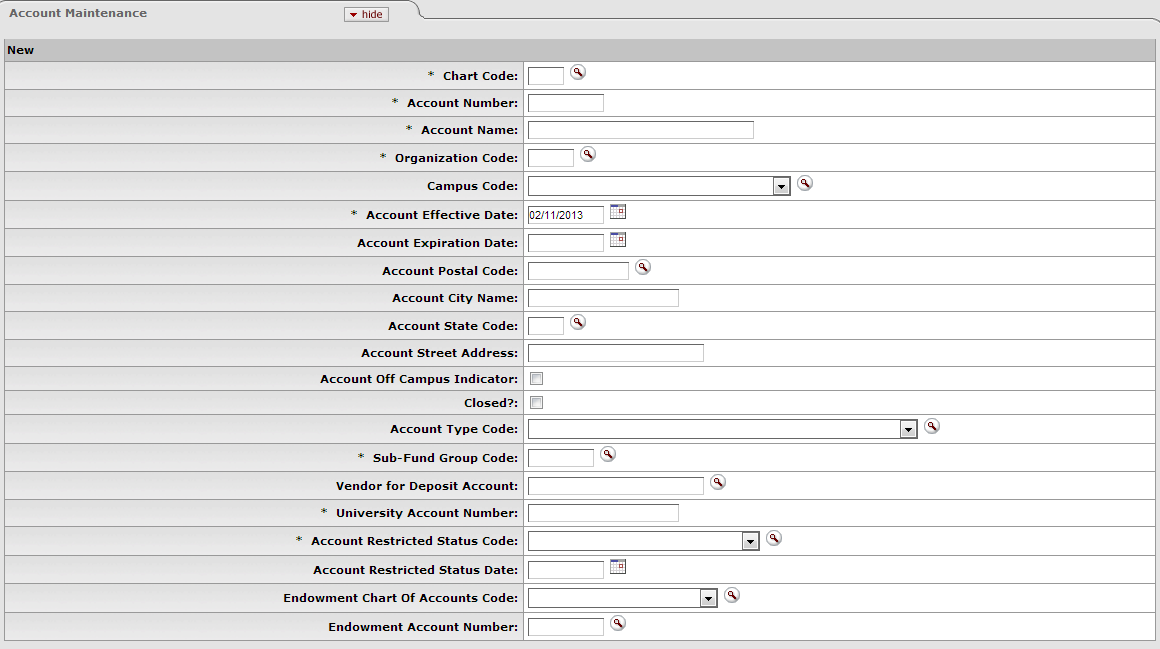 Account Maintenance hide
New
* Chart Code:
* Account Number:
* Account Name:
* Organization Code:
Campus Code:
* Account Effective Date: 02/11/2013
Account Expiration Date:
Account Postal Code:
Account City Name:
Account State Code:
Account Street Address:
Account Off Campus Indicator:
Closed?:
Account Type Code:
* Sub-Fund Group Code:
Vendor for Deposit Account:
* University Account Number:
* Account Restricted Status Code:
Account Restricted Status Date:
Endowment Chart Of Accounts Code:
Endowment Account Number: